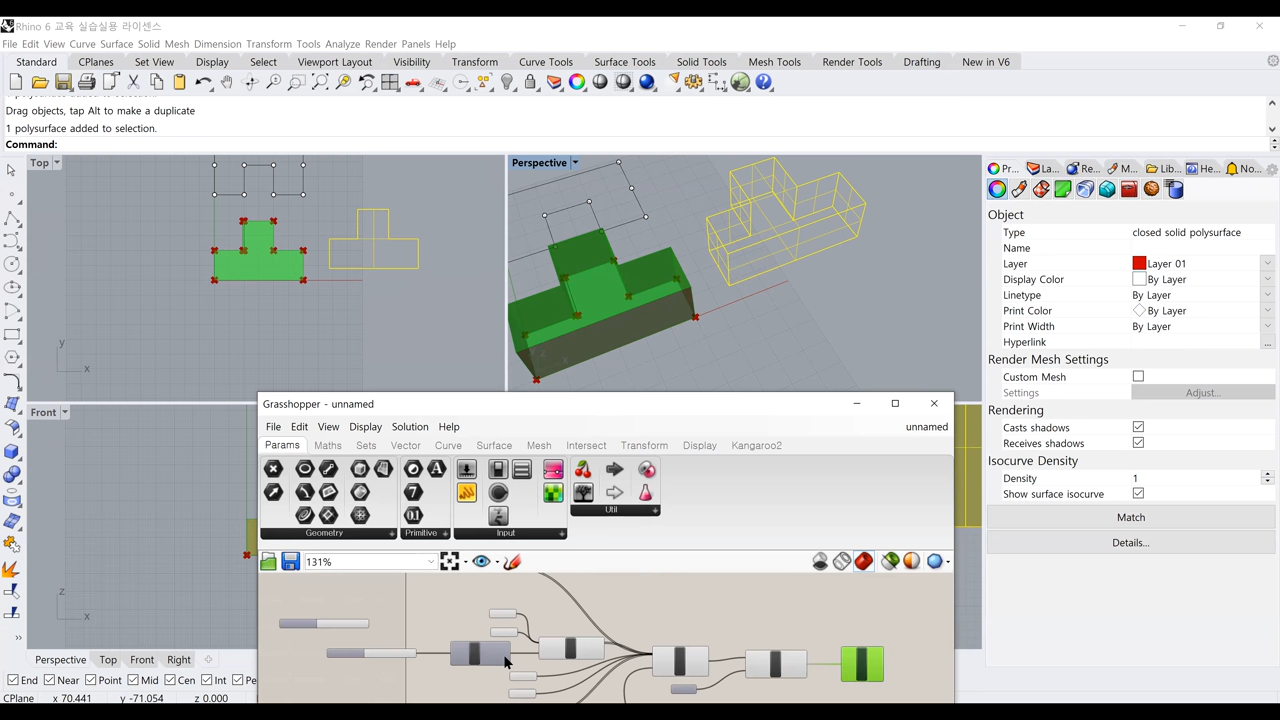 Rhino 6 교육 실습실용 라이센스
File Edit View Curve Surface Solid Mesh Dimension Transform Tools Analyze Render Panels Help
Standard CPlanes Set View Display Select Viewport Layout Visibility Transform Curve Tools Surface Tools Solid Tools Mesh Tools Render Tools Drafting New in V6
Drag objects, tap Alt to make a duplicate
1 polysurface added to selection.
Command:
Top
Perspective
Pr... La... Re... M... Lib... He... No...
Object
Type closed solid polysurface
Name
Layer Layer 01
Display Color By Layer
Linetype By Layer
Print Color By Layer
Print Width By Layer
Hyperlink ...
Render Mesh Settings
Custom Mesh
Settings Adjust...
Rendering
Casts shadows
Receives shadows
Isocurve Density
Density 1
Show surface isocurve
Match
Details...
y
x
Front
z
x
Grasshopper - unnamed
File Edit View Display Solution Help unnamed
Params Maths Sets Vector Curve Surface Mesh Intersect Transform Display Kangaroo2
Geometry Primitive Input Util
131%
Perspective Top Front Right
End Near Point Mid Cen Int Pe
CPlane x 70.441 y -71.054 z 0.000